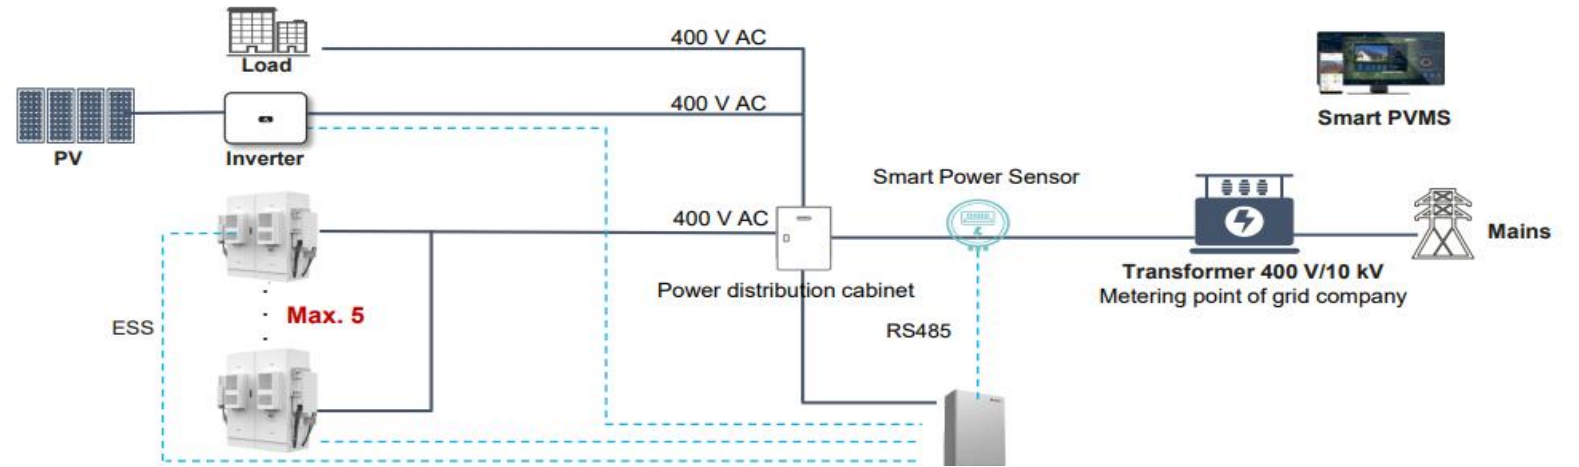 400 V AC
Load
400 V AC
Smart PVMS
PV
Inverter
Smart Power Sensor
400 V AC
Mains
Transformer 400 V/10 kV
Metering point of grid company
Power distribution cabinet
Max. 5
ESS
RS485